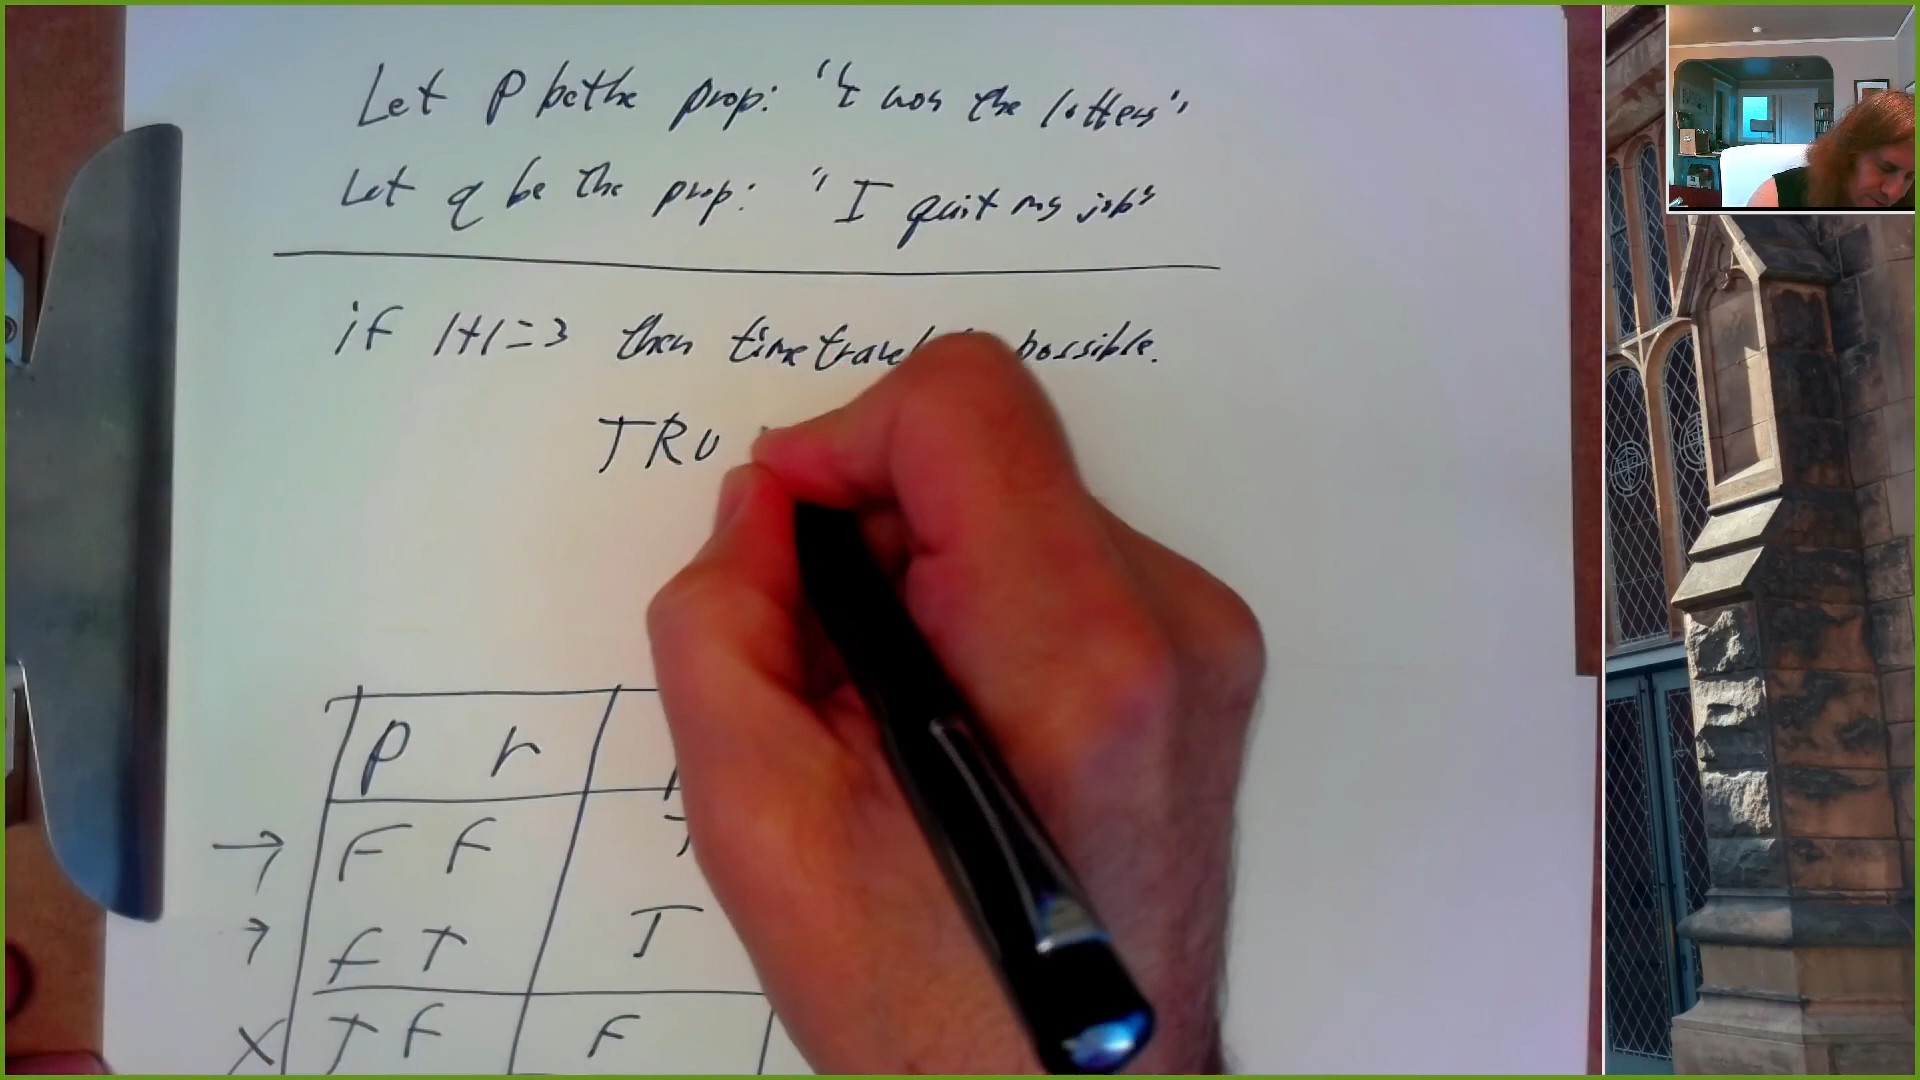 Let p be the prop: "I won the lottery"
Let q be the prop: "I quit my job"
if 1+1=3 then time travel possible.
TRU
p r
→ F F T
→ F T T
X T F F